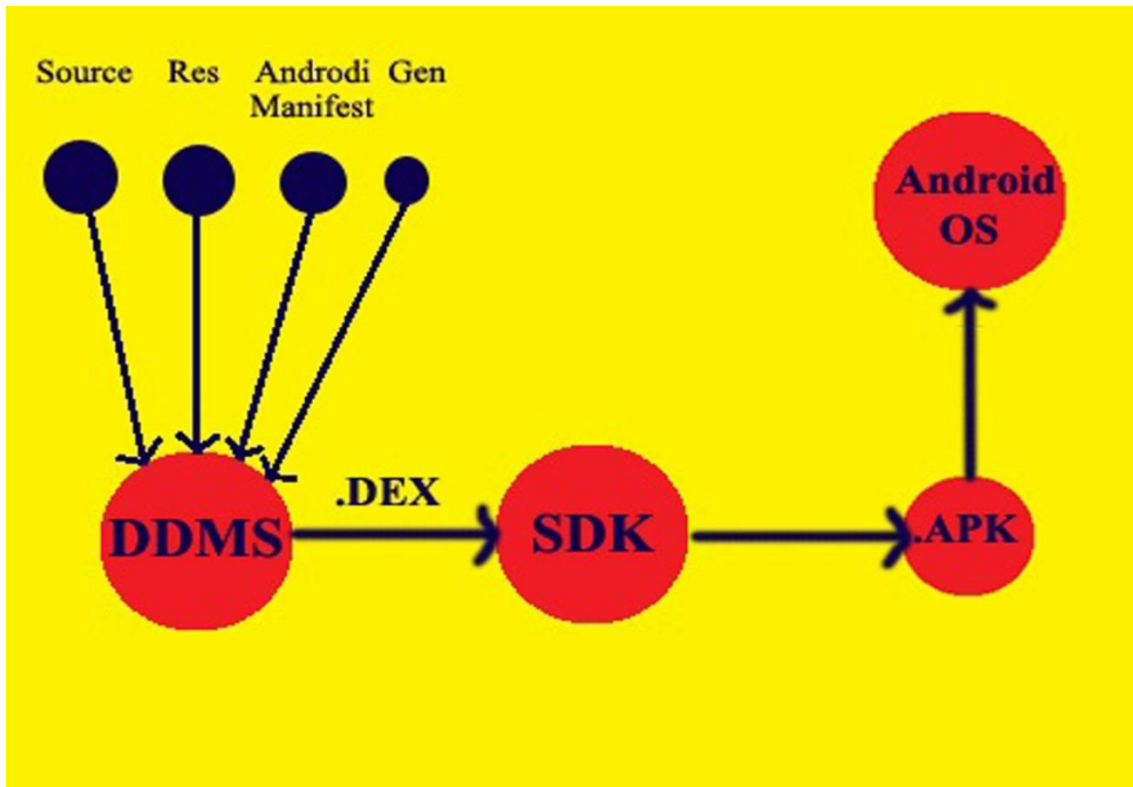 Source Res Androdi Gen
Manifest
Android
OS
.DEX
DDMS
SDK
.APK